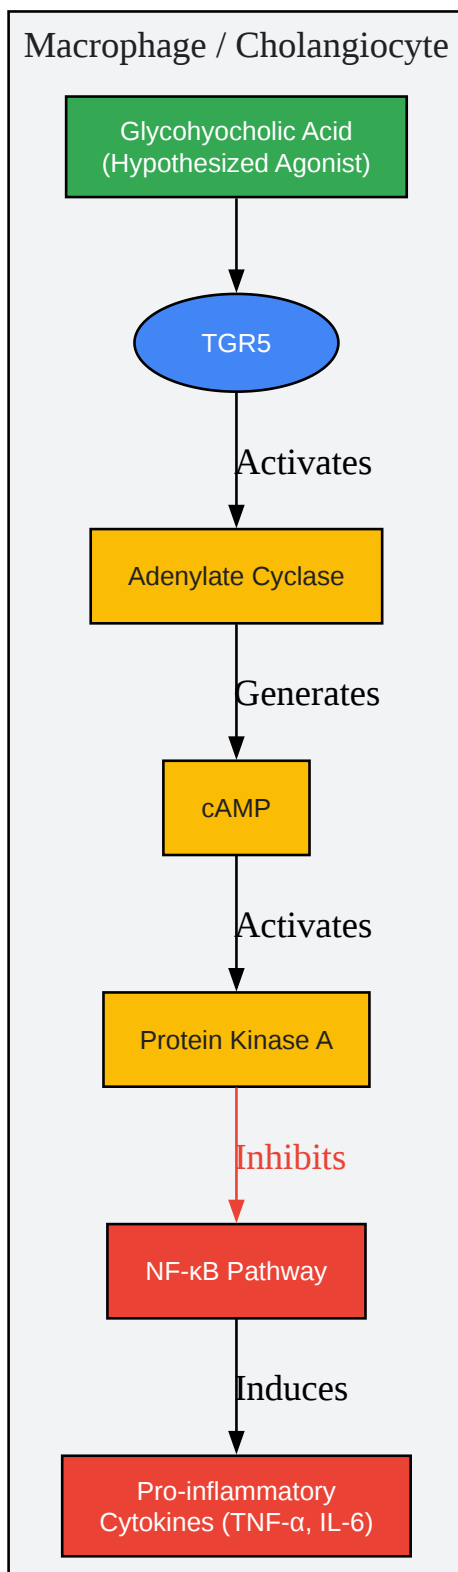 Macrophage / Cholangiocyte
Glycohyocholic Acid
(Hypothesized Agonist)
TGR5
Activates
Adenylate Cyclase
Generates
cAMP
Activates
Protein Kinase A
Inhibits
NF-κB Pathway
Induces
Pro-inflammatory
Cytokines (TNF-α, IL-6)